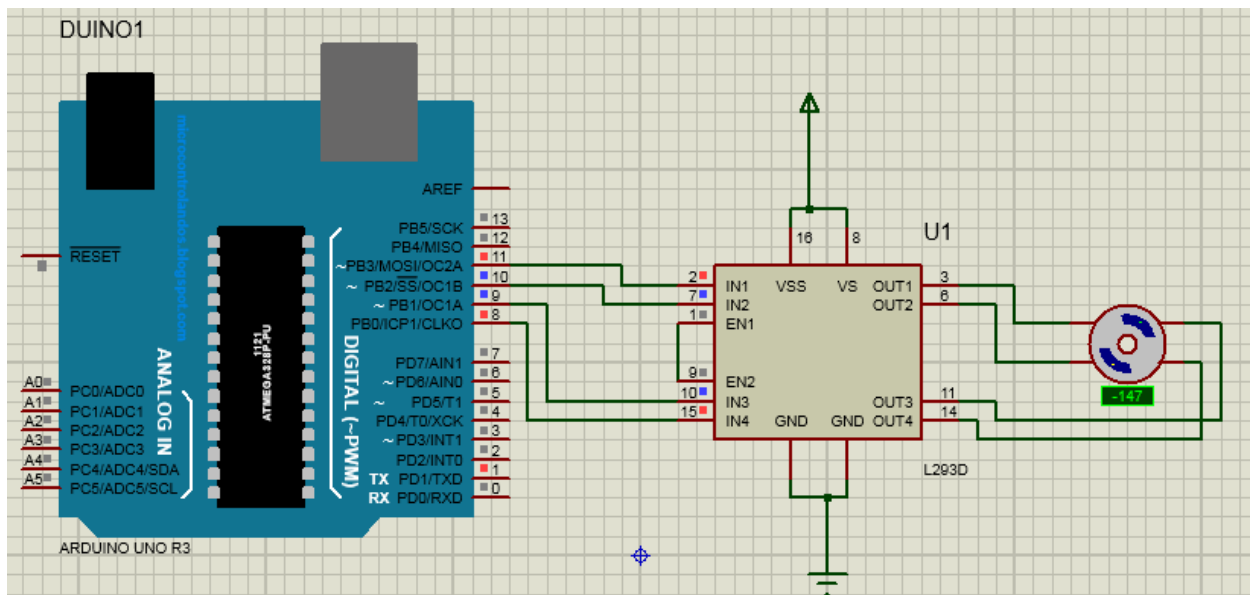 DUINO1
microcontrolandos.blogspot.com
AREF
RESET
PB5/SCK 13
PB4/MISO 12
~PB3/MOSI/OC2A 11
~ PB2/SS/OC1B 10
~ PB1/OC1A 9
PB0/ICP1/CLKO 8
PD7/AIN1 7
~PD6/AIN0 6
~ PD5/T1 5
PD4/T0/XCK 4
~PD3/INT1 3
PD2/INT0 2
TX PD1/TXD 1
RX PD0/RXD 0
1121
ATMEGA328P-PU
DIGITAL (~PWM)
ANALOG IN
A0 PC0/ADC0
A1 PC1/ADC1
A2 PC2/ADC2
A3 PC3/ADC3
A4 PC4/ADC4/SDA
A5 PC5/ADC5/SCL
ARDUINO UNO R3
U1
16 8
2 IN1 VSS VS OUT1 3
7 IN2 OUT2 6
1 EN1
9 EN2
10 IN3 OUT3 11
15 IN4 GND GND OUT4 14
L293D
-147